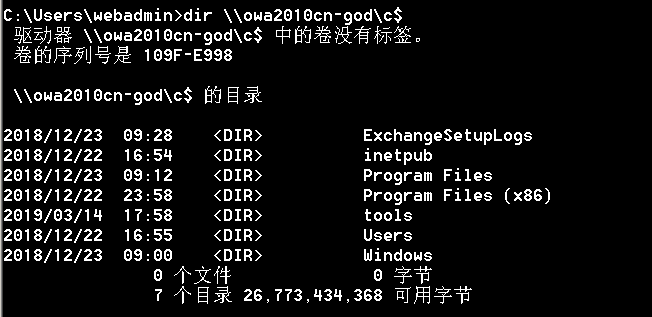 C:\Users\webadmin>dir \\owa2010cn-god\c$
驱动器 \\owa2010cn-god\c$ 中的卷没有标签。
卷的序列号是 109F-E998
\\owa2010cn-god\c$ 的目录
2018/12/23  09:28    <DIR>          ExchangeSetupLogs
2018/12/22  16:54    <DIR>          inetpub
2018/12/23  09:12    <DIR>          Program Files
2018/12/22  23:58    <DIR>          Program Files (x86)
2019/03/14  17:58    <DIR>          tools
2018/12/22  16:55    <DIR>          Users
2018/12/23  09:00    <DIR>          Windows
0 个文件              0 字节
7 个目录 26,773,434,368 可用字节